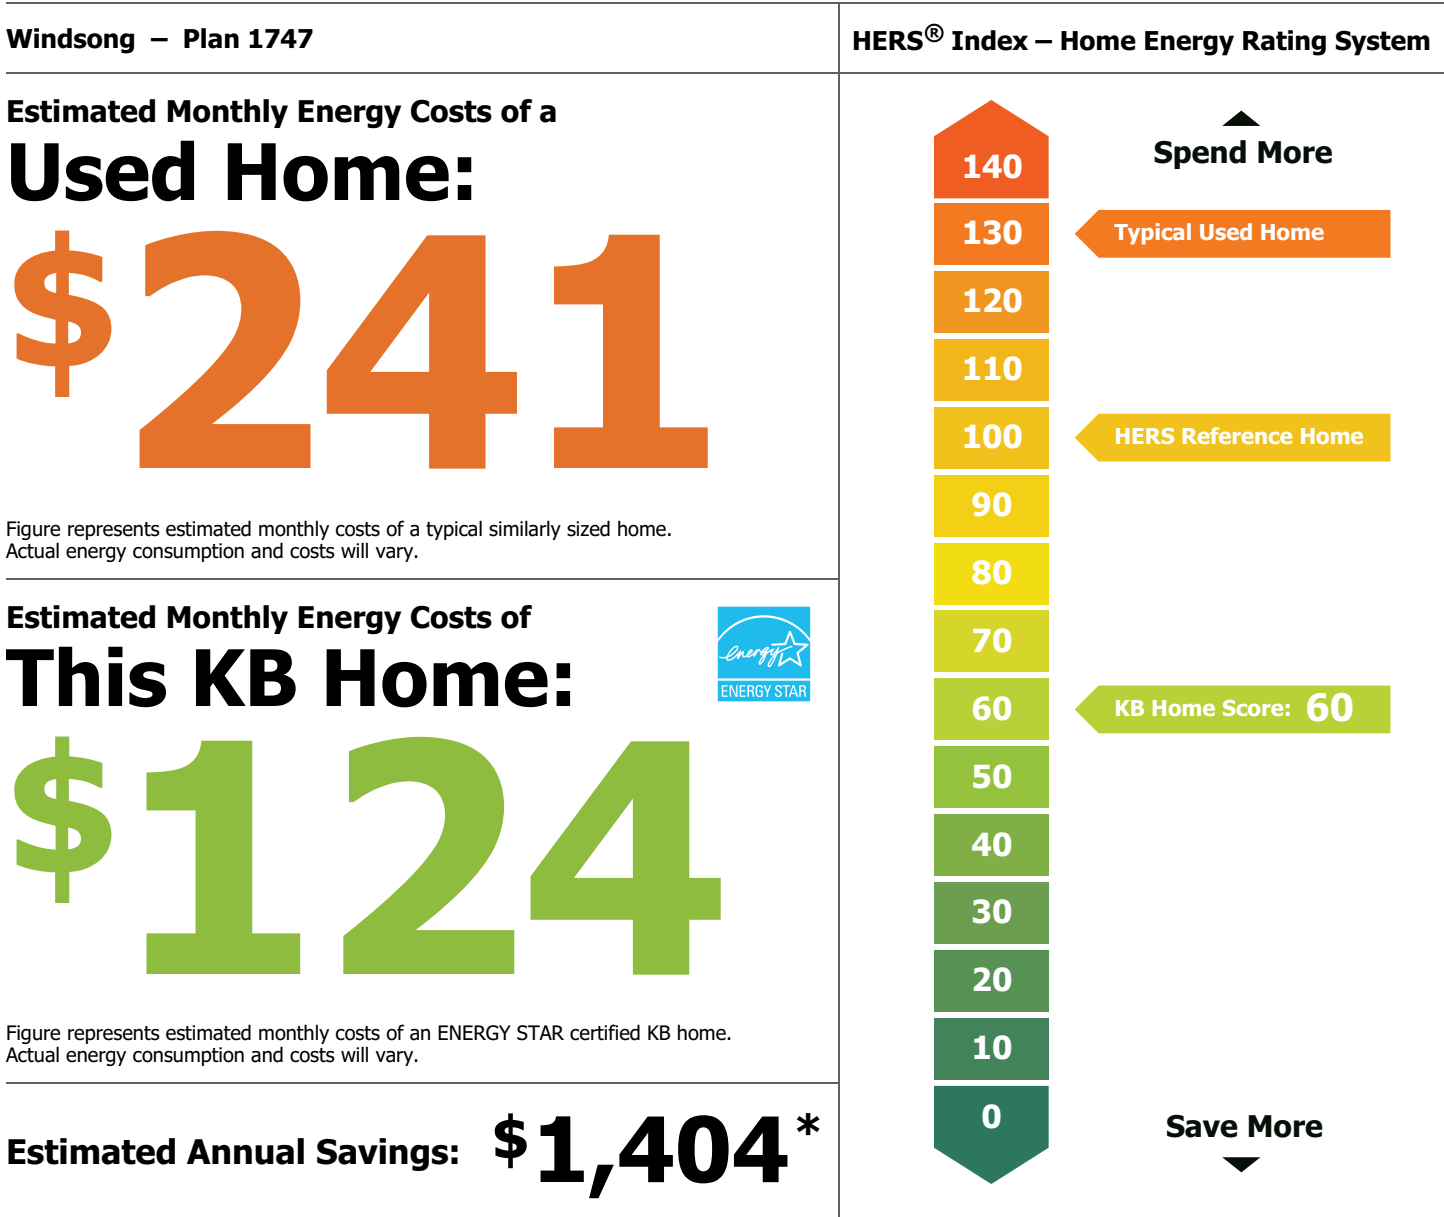 Windsong – Plan 1747
Estimated Monthly Energy Costs of a
Used Home:
$241
Figure represents estimated monthly costs of a typical similarly sized home.
Actual energy consumption and costs will vary.
Estimated Monthly Energy Costs of
This KB Home:
energy
ENERGY STAR
$124
Figure represents estimated monthly costs of an ENERGY STAR certified KB home.
Actual energy consumption and costs will vary.
Estimated Annual Savings: $1,404*
HERS® Index – Home Energy Rating System
Spend More
140
130 Typical Used Home
120
110
100 HERS Reference Home
90
80
70
60 KB Home Score: 60
50
40
30
20
10
0
Save More